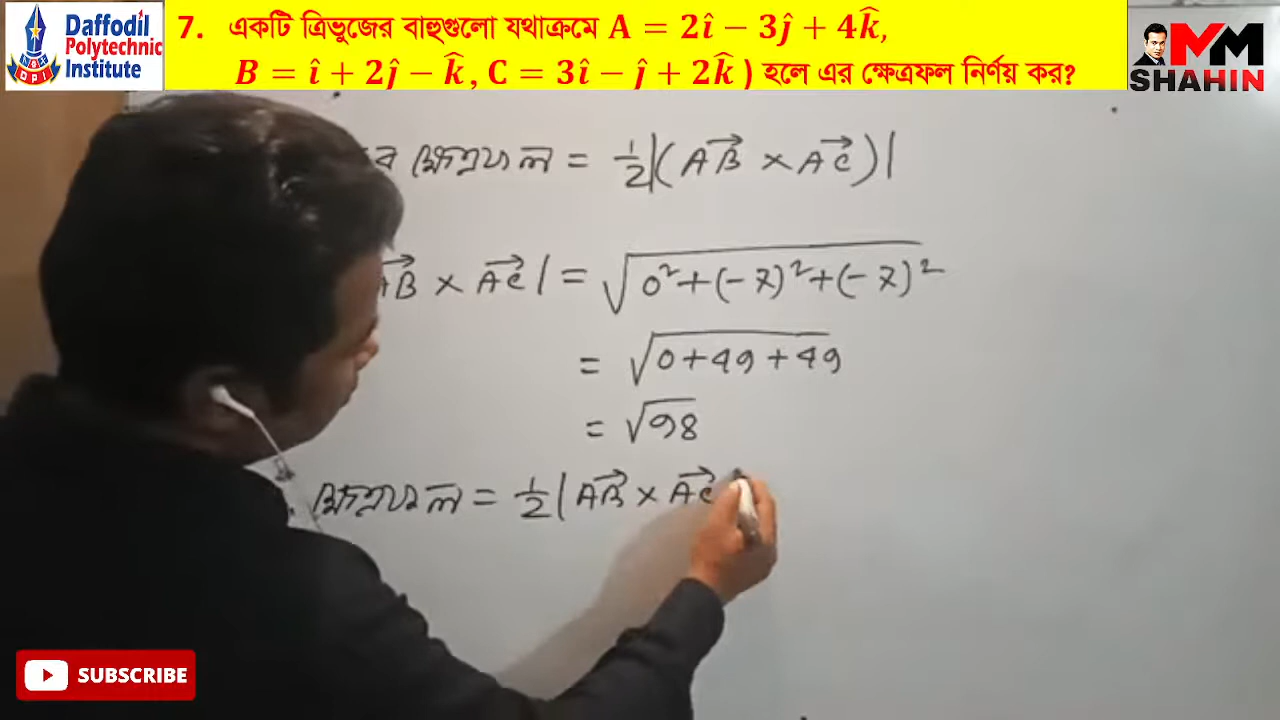 Daffodil
Polytechnic
Institute
DPI
7. একটি ত্রিভুজের বাহুগুলো যথাক্রমে A = 2î − 3ĵ + 4k̂,
B = î + 2ĵ − k̂, C = 3î − ĵ + 2k̂ ) হলে এর ক্ষেত্রফল নির্ণয় কর?
MM
SHAHIN
র ক্ষেত্রফল = ½|(AB⃗ × AC⃗)|
AB⃗ × AC⃗| = √0² + (−7)² + (−7)²
= √0 + 49 + 49
= √98
ক্ষেত্রফল = ½|AB⃗ × AC⃗
SUBSCRIBE